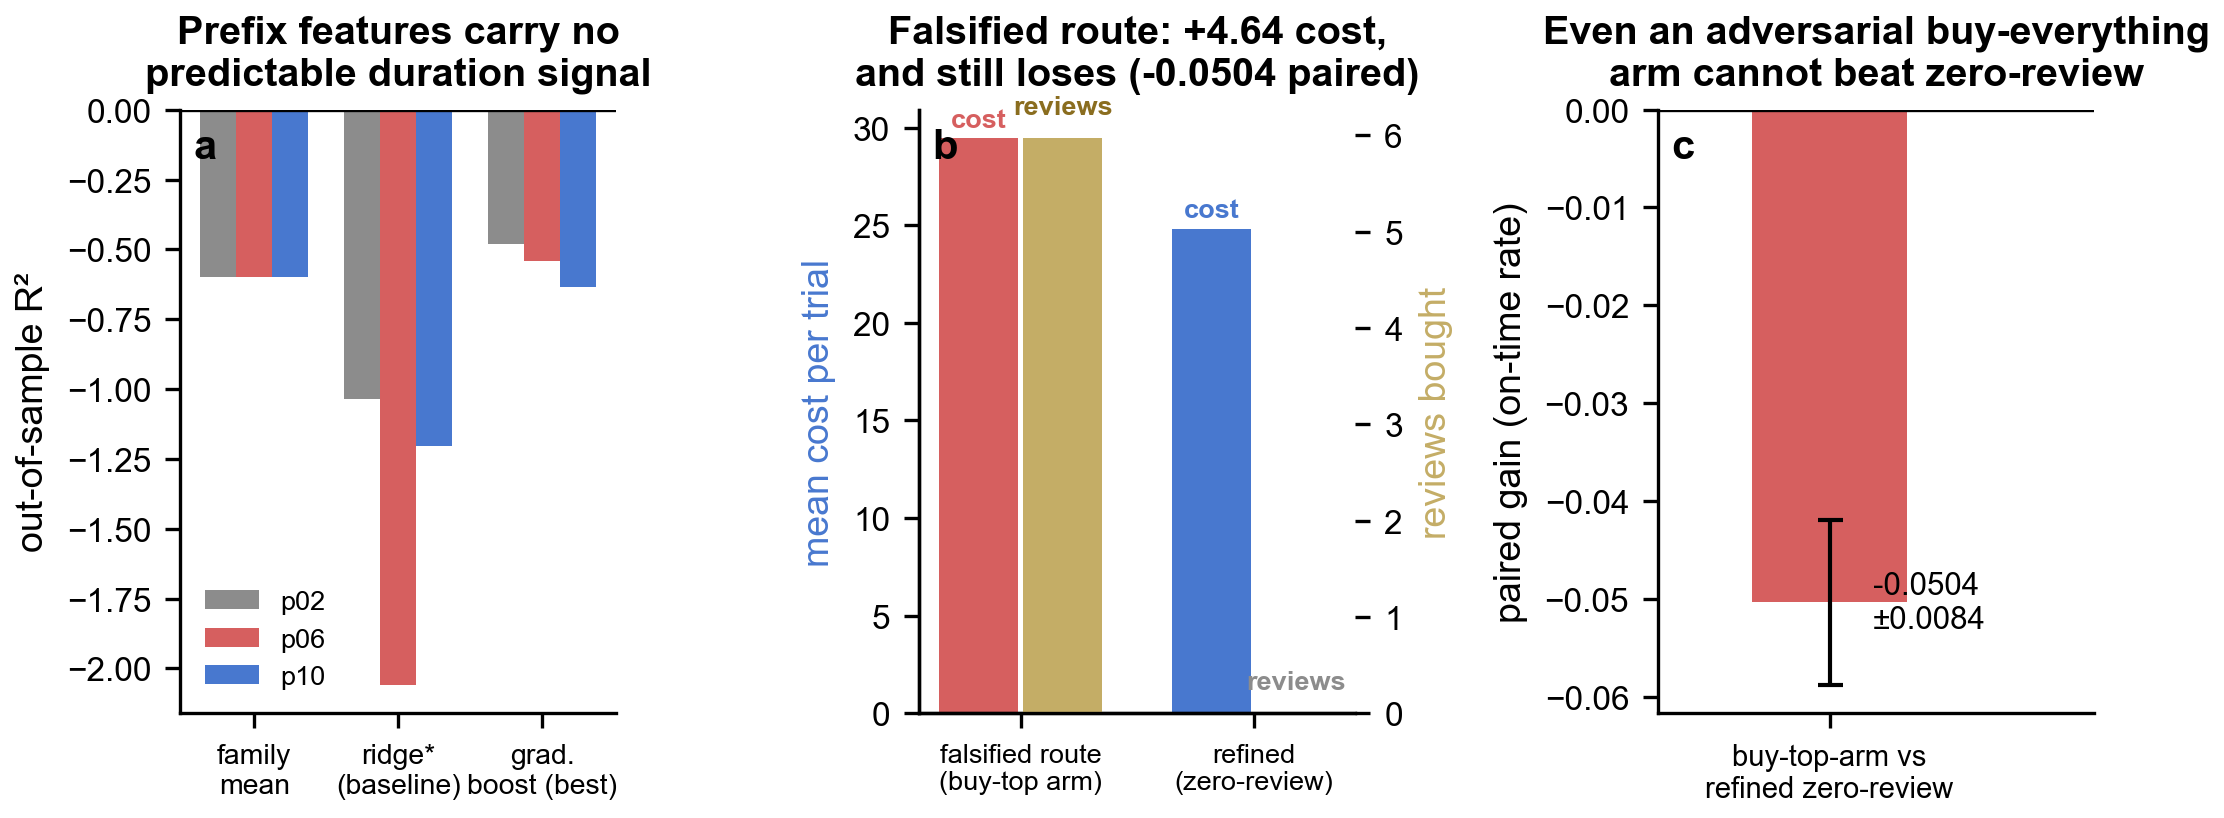 Prefix features carry no
predictable duration signal
a
out-of-sample R²
0.00
−0.25
−0.50
−0.75
−1.00
−1.25
−1.50
−1.75
−2.00
p02
p06
p10
family
mean
ridge*
(baseline)
grad.
boost (best)
Falsified route: +4.64 cost,
and still loses (-0.0504 paired)
b
mean cost per trial
30
25
20
15
10
5
0
cost
reviews
cost
reviews
reviews bought
6
5
4
3
2
1
0
falsified route
(buy-top arm)
refined
(zero-review)
Even an adversarial buy-everything
arm cannot beat zero-review
c
paired gain (on-time rate)
0.00
−0.01
−0.02
−0.03
−0.04
−0.05
−0.06
-0.0504
±0.0084
buy-top-arm vs
refined zero-review